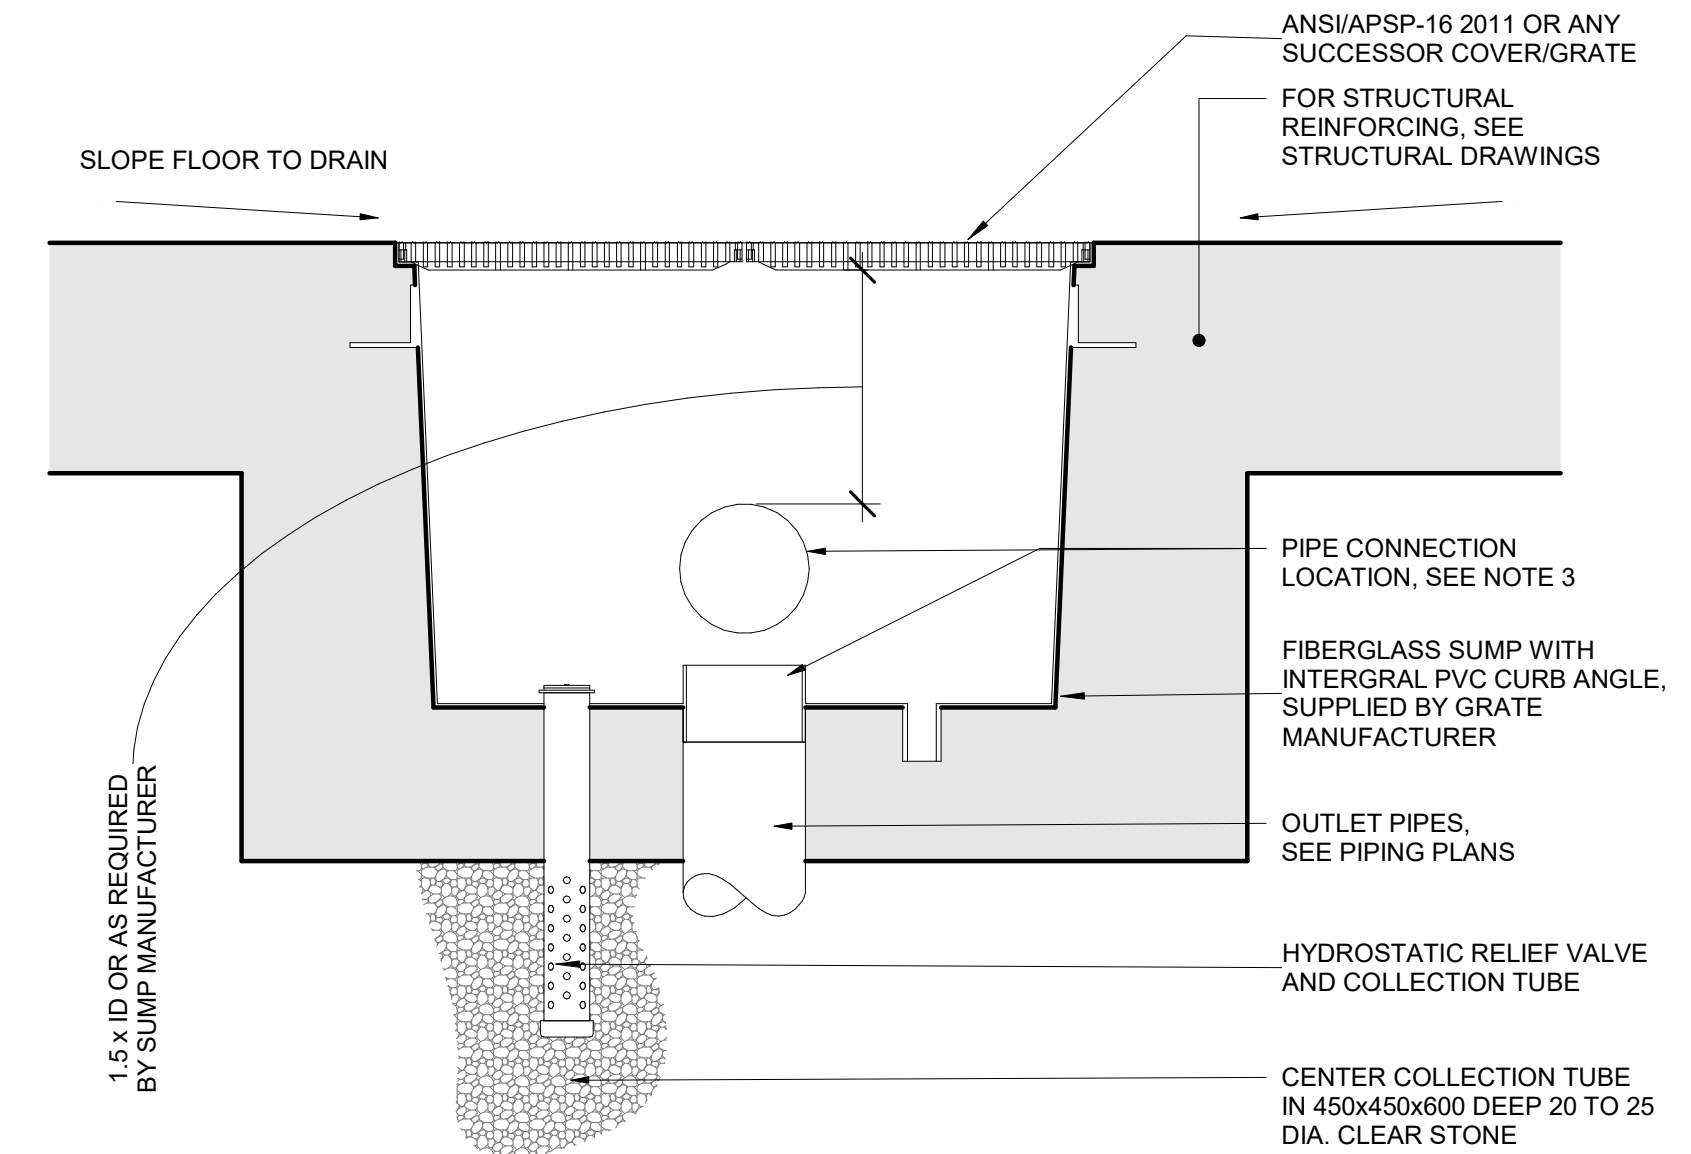 ANSI/APSP-16 2011 OR ANY
SUCCESSOR COVER/GRATE
FOR STRUCTURAL
REINFORCING, SEE
STRUCTURAL DRAWINGS
SLOPE FLOOR TO DRAIN
PIPE CONNECTION
LOCATION, SEE NOTE 3
FIBERGLASS SUMP WITH
INTERGRAL PVC CURB ANGLE,
SUPPLIED BY GRATE
MANUFACTURER
1.5 x ID OR AS REQUIRED
BY SUMP MANUFACTURER
OUTLET PIPES,
SEE PIPING PLANS
HYDROSTATIC RELIEF VALVE
AND COLLECTION TUBE
CENTER COLLECTION TUBE
IN 450x450x600 DEEP 20 TO 25
DIA. CLEAR STONE